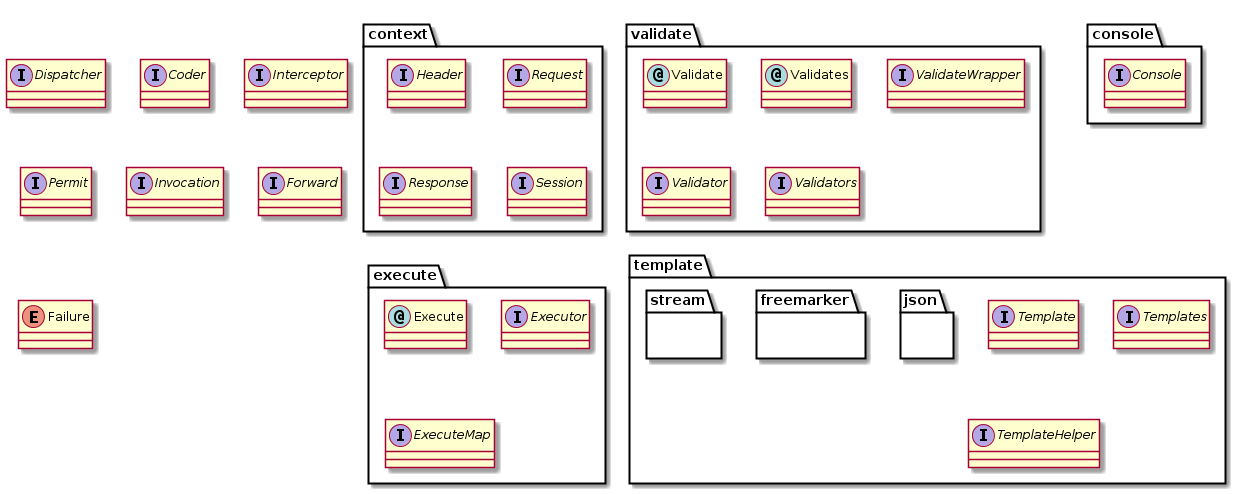 context
validate
console
I Dispatcher
I Coder
I Interceptor
I Header
I Request
@ Validate
@ Validates
I ValidateWrapper
I Console
I Permit
I Invocation
I Forward
I Response
I Session
I Validator
I Validators
execute
template
stream
freemarker
json
E Failure
@ Execute
I Executor
I Template
I Templates
I ExecuteMap
I TemplateHelper